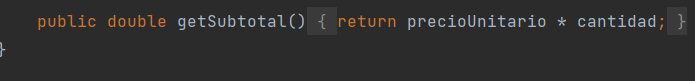 public double getSubtotal() { return precioUnitario * cantidad; }
}